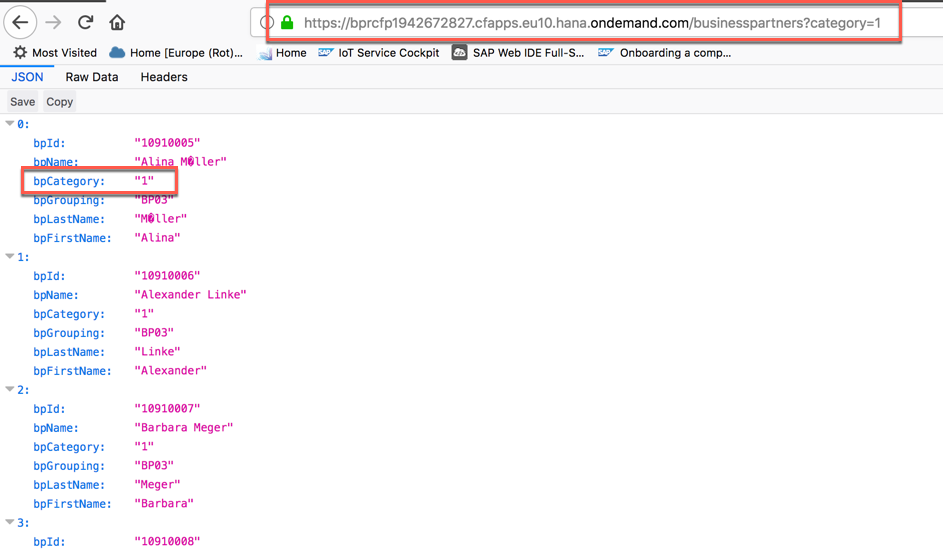 https://bprcfp1942672827.cfapps.eu10.hana.ondemand.com/businesspartners?category=1
Most Visited Home [Europe (Rot)... Home IoT Service Cockpit SAP Web IDE Full-S... Onboarding a comp...
JSON Raw Data Headers
Save Copy
0:
bpId: "10910005"
bpName: "Alina M�ller"
bpCategory: "1"
bpGrouping: "BP03"
bpLastName: "M�ller"
bpFirstName: "Alina"
1:
bpId: "10910006"
bpName: "Alexander Linke"
bpCategory: "1"
bpGrouping: "BP03"
bpLastName: "Linke"
bpFirstName: "Alexander"
2:
bpId: "10910007"
bpName: "Barbara Meger"
bpCategory: "1"
bpGrouping: "BP03"
bpLastName: "Meger"
bpFirstName: "Barbara"
3:
bpId: "10910008"